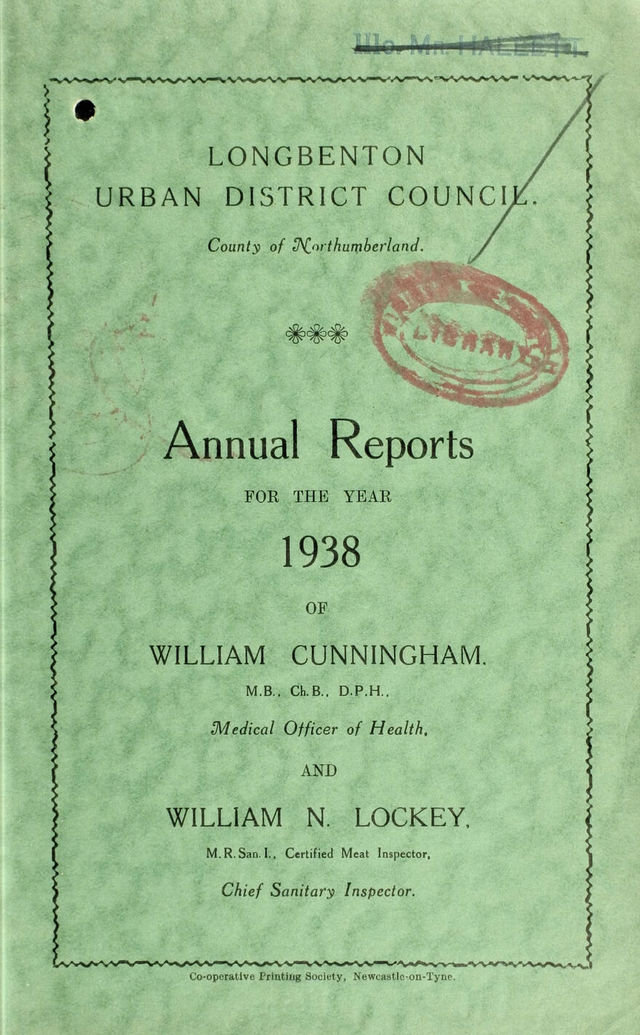 LONGBENTON
URBAN DISTRICT COUNCIL.
County of Northumberland.
LIBRARY
Annual Reports
FOR THE YEAR
1938
OF
WILLIAM CUNNINGHAM.
M.B., Ch.B., D.P.H.,
Medical Officer of Health,
AND
WILLIAM N. LOCKEY,
M.R.San.I., Certified Meat Inspector,
Chief Sanitary Inspector.
Co-operative Printing Society, Newcastle-on-Tyne.